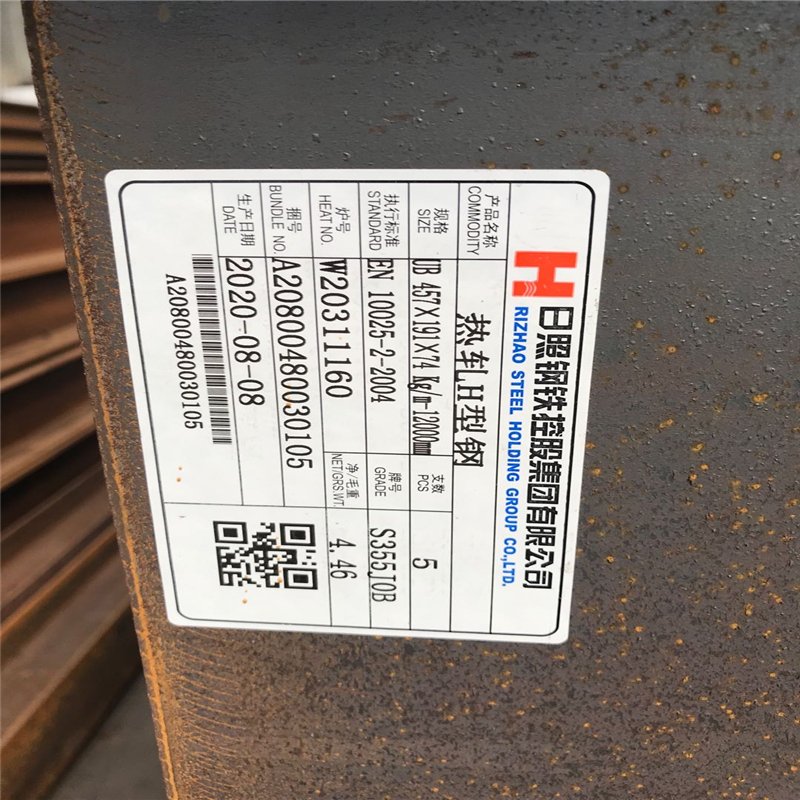 日照钢铁控股集团有限公司
RIZHAO STEEL HOLDING GROUP CO.,LTD.
产品名称
COMMODITY
热轧H型钢
规格
SIZE
UB 457X191X74 Kg/m-12000mm
支数
PCS
5
执行标准
STANDARD
EN 10025-2-2004
牌号
GRADE
S355J0B
炉号
HEAT NO.
W20311160
净/毛重
NET/GRS.WT.
4.46
捆号
BUNDLE NO.
A20800480030105
生产日期
DATE
2020-08-08
A20800480030105